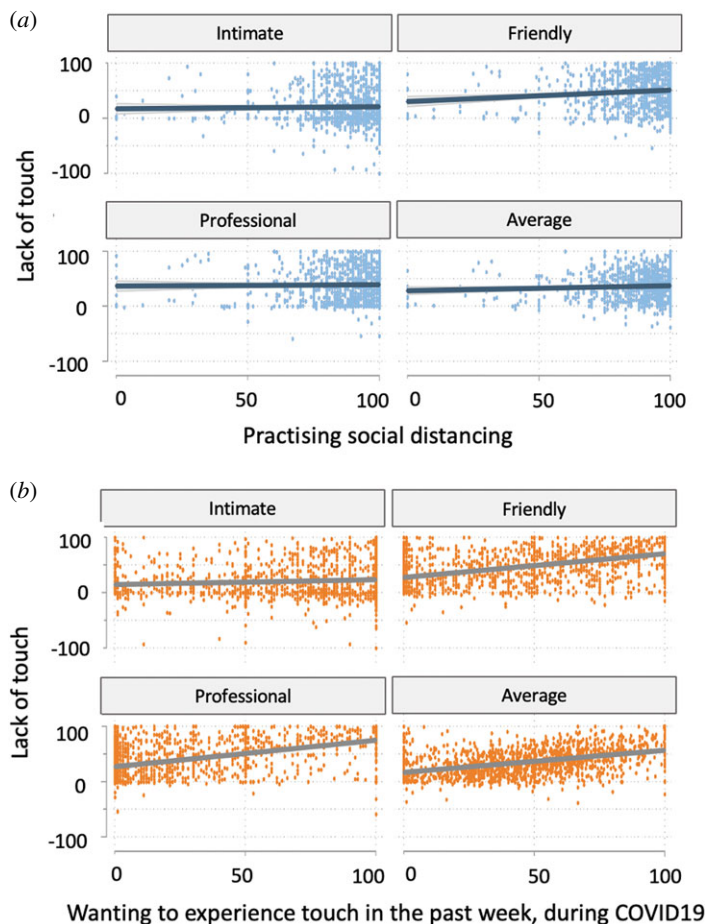 (a)
Intimate Friendly
100
0
-100
Professional Average
100
0
-100
Lack of touch
0 50 100 0 50 100
Practising social distancing
(b)
Intimate Friendly
100
0
-100
Professional Average
100
0
-100
Lack of touch
0 50 100 0 50 100
Wanting to experience touch in the past week, during COVID19